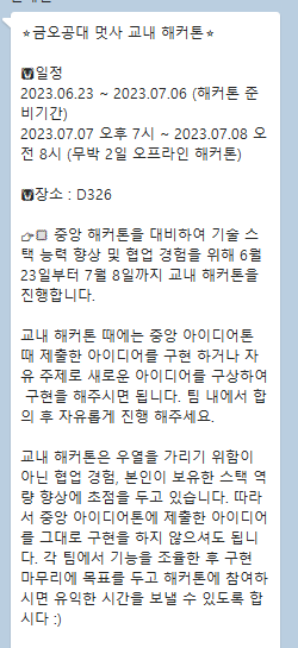 ⭐금오공대 멋사 교내 해커톤⭐
일정
2023.06.23 ~ 2023.07.06 (해커톤 준
비기간)
2023.07.07 오후 7시 ~ 2023.07.08 오
전 8시 (무박 2일 오프라인 해커톤)
장소 : D326
👉 중앙 해커톤을 대비하여 기술 스
택 능력 향상 및 협업 경험을 위해 6월
23일부터 7월 8일까지 교내 해커톤을
진행합니다.
교내 해커톤 때에는 중앙 아이디어톤
때 제출한 아이디어를 구현 하거나 자
유 주제로 새로운 아이디어를 구상하여
구현을 해주시면 됩니다. 팀 내에서 합
의 후 자유롭게 진행 해주세요.
교내 해커톤은 우열을 가리기 위함이
아닌 협업 경험, 본인이 보유한 스택 역
량 향상에 초점을 두고 있습니다. 따라
서 중앙 아이디어톤에 제출한 아이디어
를 그대로 구현을 하지 않으셔도 됩니
다. 각 팀에서 기능을 조율한 후 구현
마무리에 목표를 두고 해커톤에 참여하
시면 유익한 시간을 보낼 수 있도록 합
시다 :)